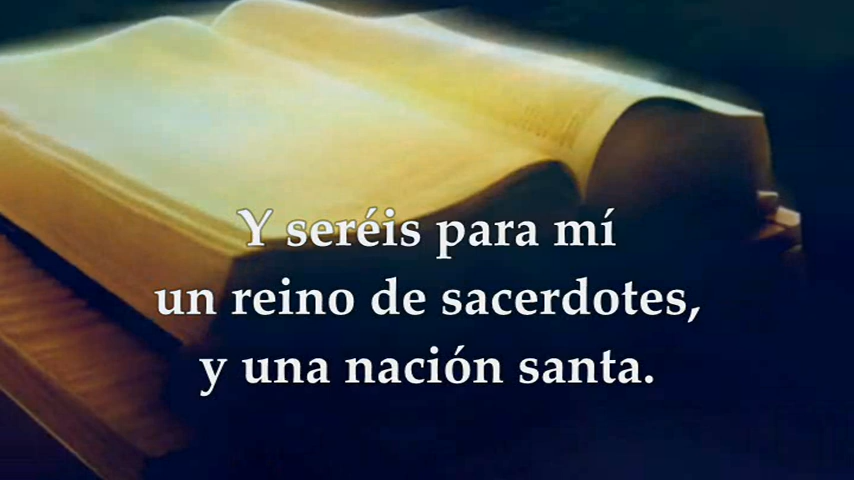 Y seréis para mí
un reino de sacerdotes,
y una nación santa.